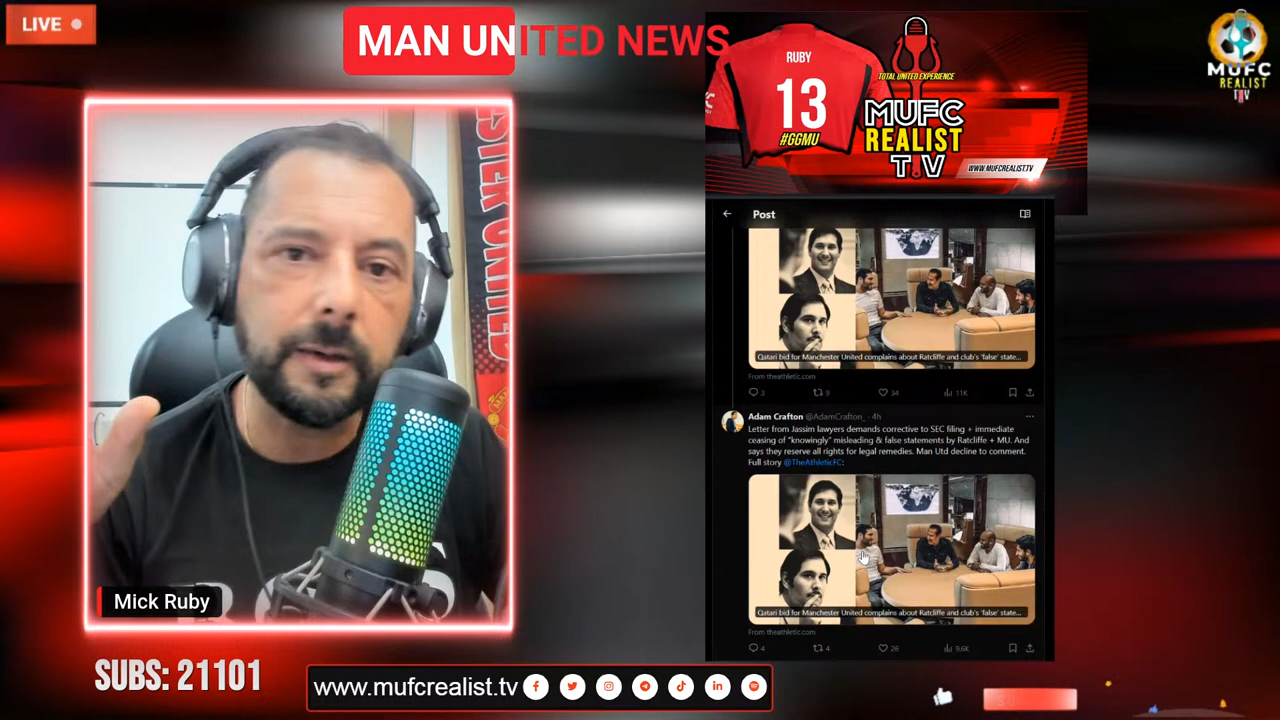 LIVE
MAN UNITED NEWS
RUBY
13
#GGMU
TOTAL UNITED EXPERIENCE
MUFC
REALIST
TV
WWW.MUFCREALIST.TV
MUFC
REALIST
TV
Post
Qatari bid for Manchester United complains about Ratcliffe and club's 'false' state...
From theathletic.com
3
9
34
11K
Adam Crafton @AdamCrafton_ · 4h
Letter from Jassim lawyers demands corrective to SEC filing + immediate
ceasing of "knowingly" misleading & false statements by Ratcliffe + MU. And
says they reserve all rights for legal remedies. Man Utd decline to comment.
Full story @TheAthleticFC:
Qatari bid for Manchester United complains about Ratcliffe and club's 'false' state...
From theathletic.com
4
4
26
9.6K
UNITED
Mick Ruby
SUBS: 21101
www.mufcrealist.tv